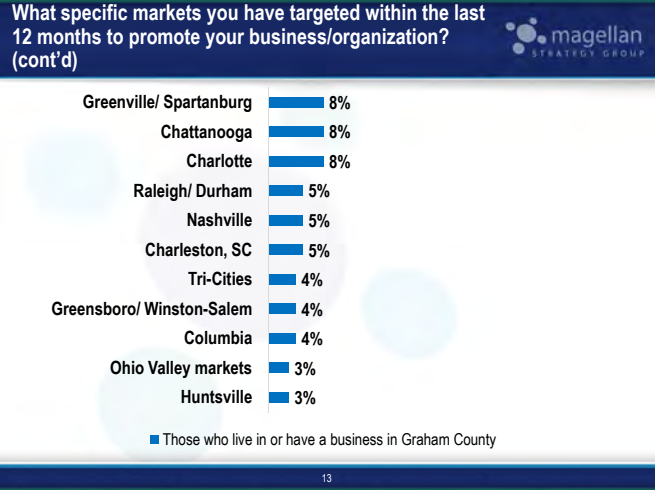 What specific markets you have targeted within the last
12 months to promote your business/organization?
(cont’d)
magellan
STRATEGY GROUP
Greenville/ Spartanburg 8%
Chattanooga 8%
Charlotte 8%
Raleigh/ Durham 5%
Nashville 5%
Charleston, SC 5%
Tri-Cities 4%
Greensboro/ Winston-Salem 4%
Columbia 4%
Ohio Valley markets 3%
Huntsville 3%
Those who live in or have a business in Graham County
13